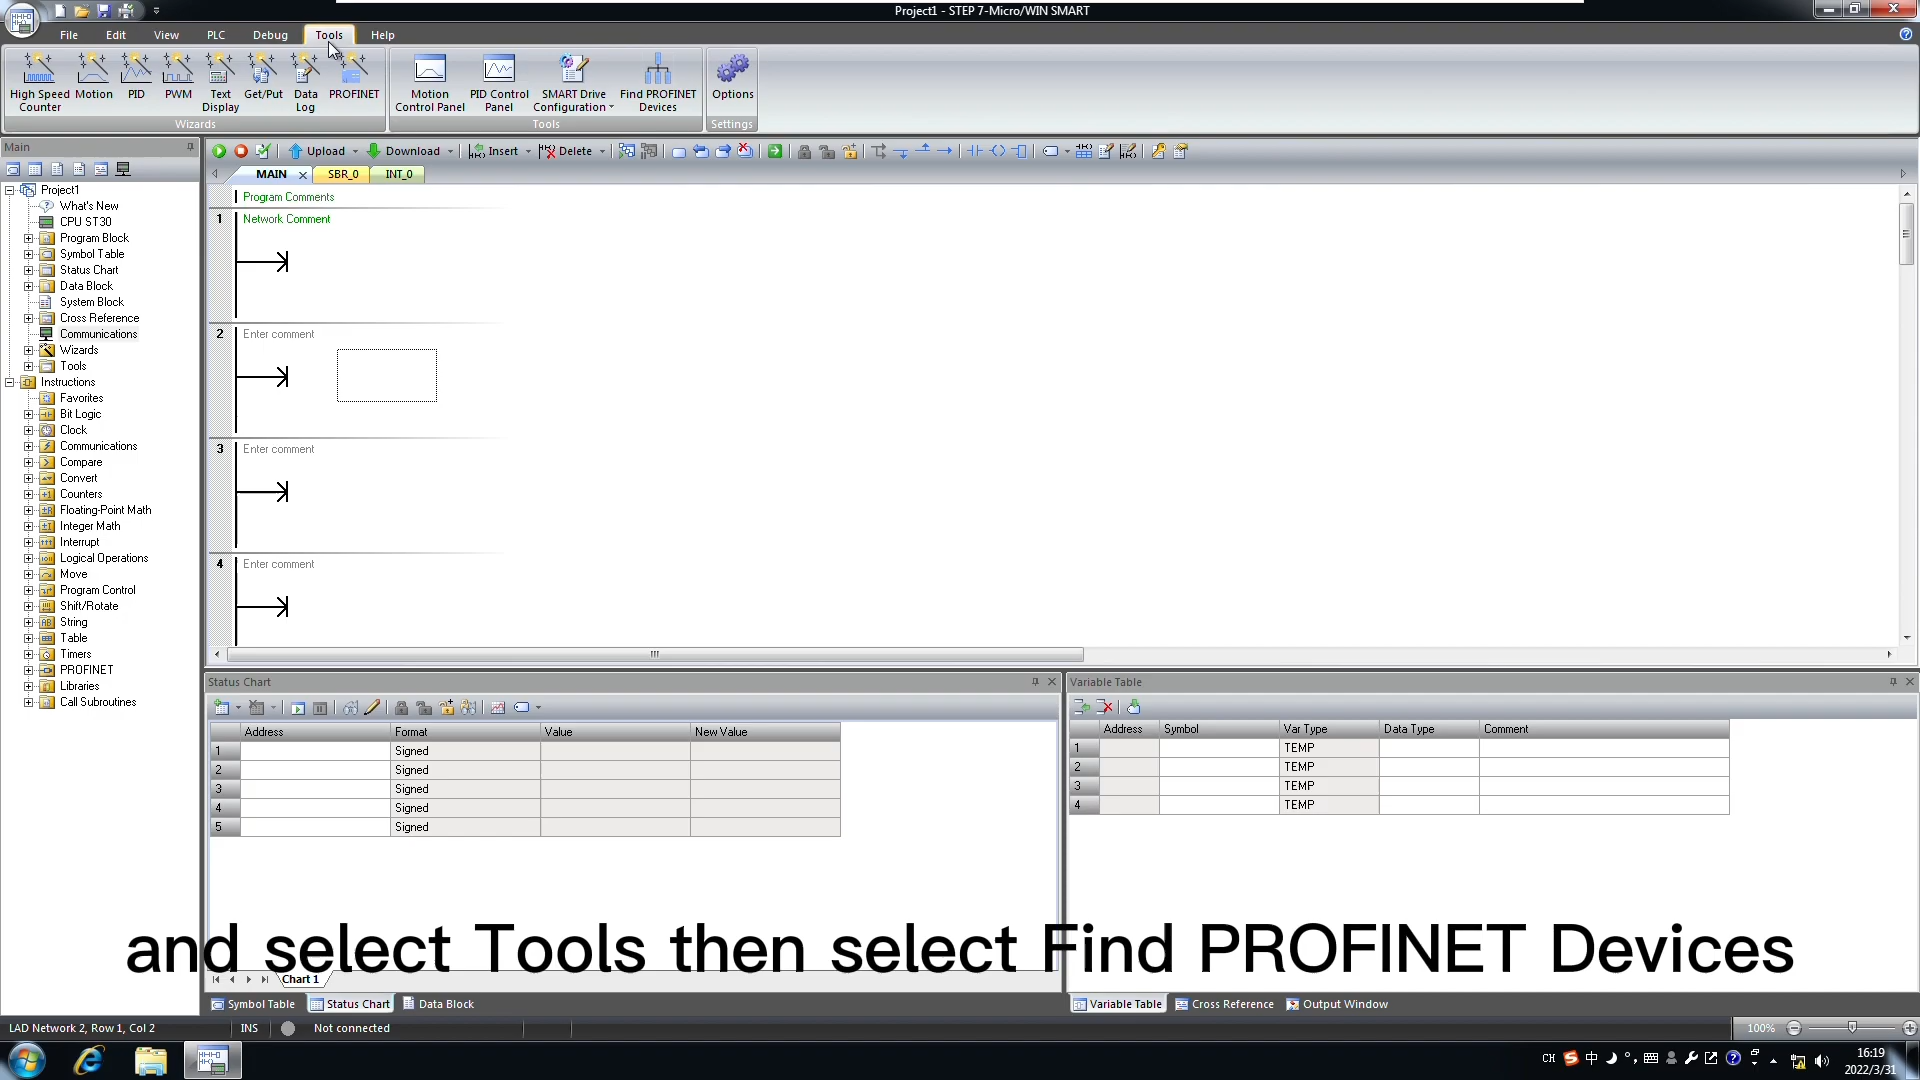 Project1 - STEP 7-Micro/WIN SMART
File Edit View PLC Debug Tools Help
High Speed Counter
Motion
PID
PWM
Text Display
Get/Put
Data Log
PROFINET
Wizards
Motion Control Panel
PID Control Panel
SMART Drive Configuration
Find PROFINET Devices
Tools
Options
Settings
Main
Upload Download Insert Delete
MAIN SBR_0 INT_0
Project1
What's New
CPU ST30
Program Block
Symbol Table
Status Chart
Data Block
System Block
Cross Reference
Communications
Wizards
Tools
Instructions
Favorites
Bit Logic
Clock
Communications
Compare
Convert
Counters
Floating-Point Math
Integer Math
Interrupt
Logical Operations
Move
Program Control
Shift/Rotate
String
Table
Timers
PROFINET
Libraries
Call Subroutines
Program Comments
1 Network Comment
2 Enter comment
3 Enter comment
4 Enter comment
Status Chart
Address Format Value New Value
1 Signed
2 Signed
3 Signed
4 Signed
5 Signed
Chart 1
Symbol Table Status Chart Data Block
Variable Table
Address Symbol Var Type Data Type Comment
1 TEMP
2 TEMP
3 TEMP
4 TEMP
Variable Table Cross Reference Output Window
and select Tools then select Find PROFINET Devices
LAD Network 2, Row 1, Col 2 INS Not connected 100%
CH 中 16:19
2022/3/31